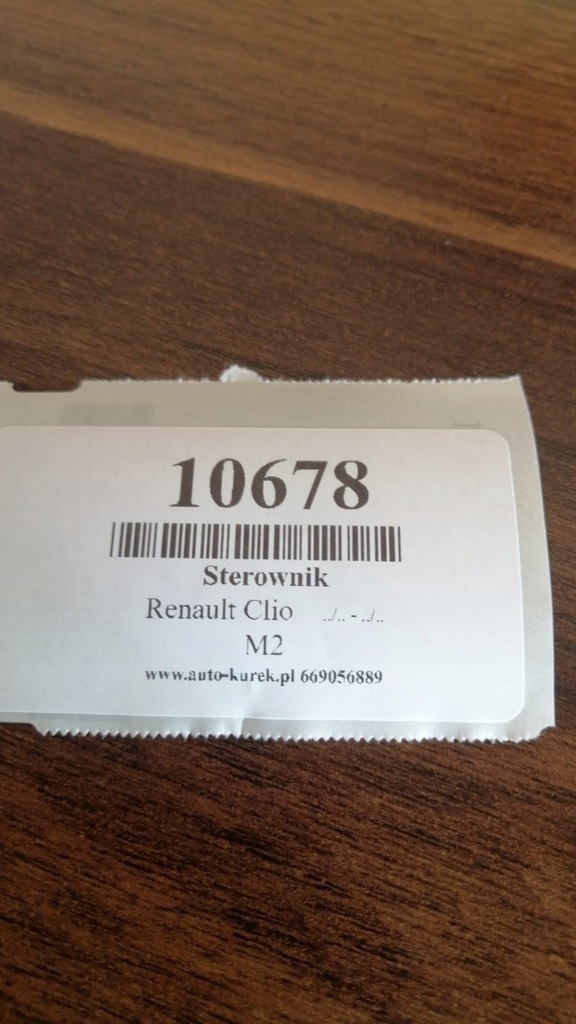 10678
Sterownik
Renault Clio ../.. - ../..
M2
www.auto-kurek.pl 669056889